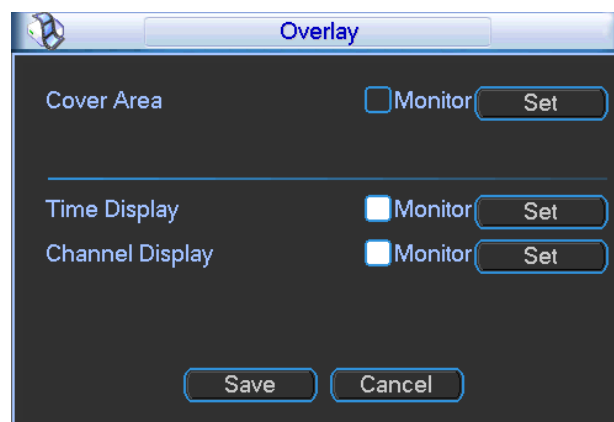 Overlay
Cover Area Monitor Set
Time Display Monitor Set
Channel Display Monitor Set
Save Cancel